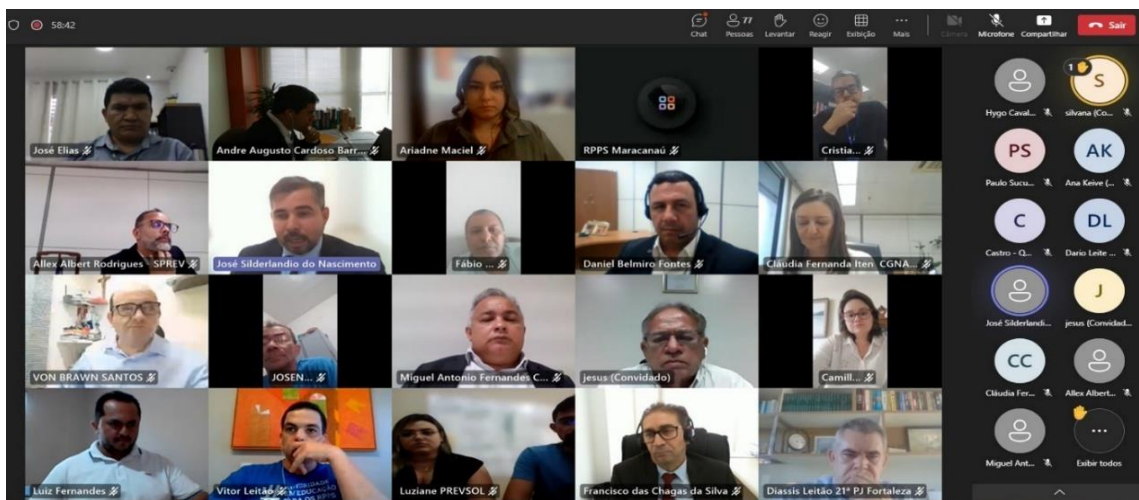 58:42
77
Chat Pessoas Levantar Reagir Exibição Mais Câmera Microfone Compartilhar Sair
José Elias
Andre Augusto Cardoso Barr...
Ariadne Maciel
RPPS Maracanaú
Cristia...
Allex Albert Rodrigues - SPREV
José Silderlandio do Nascimento
Fábio ...
Daniel Belmiro Fontes
Cláudia Fernanda Iten CGNA...
VON BRAWN SANTOS
JOSEN...
Miguel Antonio Fernandes C...
jesus (Convidado)
Camill...
Luiz Fernandes
Vitor Leitão
Luziane PREVSOL
Francisco das Chagas da Silva
Diassis Leitão 21ª PJ Fortaleza
1
S
Hygo Caval...
silvana (Co...
PS
AK
Paulo Sucu...
Ana Keive (...
C
DL
Castro - Q...
Dario Leite ...
J
José Silderlandi...
jesus (Convidad...
CC
Cláudia Fer...
Allex Albert...
Miguel Ant...
Exibir todos